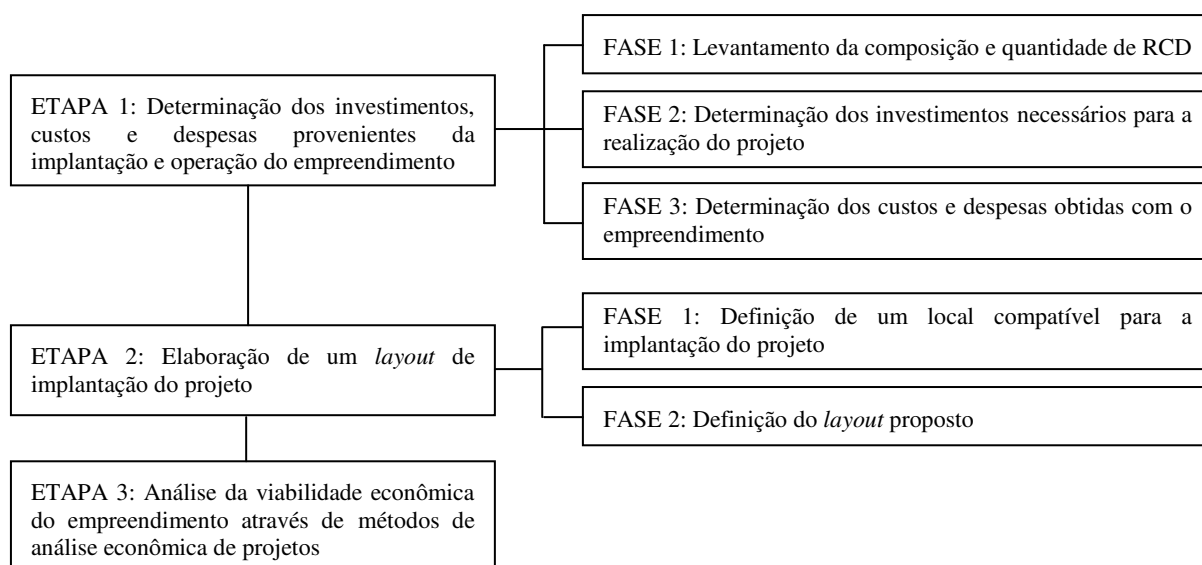 ETAPA 1: Determinação dos investimentos,
custos e despesas provenientes da
implantação e operação do empreendimento
FASE 1: Levantamento da composição e quantidade de RCD
FASE 2: Determinação dos investimentos necessários para a
realização do projeto
FASE 3: Determinação dos custos e despesas obtidas com o
empreendimento
ETAPA 2: Elaboração de um layout de
implantação do projeto
FASE 1: Definição de um local compatível para a
implantação do projeto
FASE 2: Definição do layout proposto
ETAPA 3: Análise da viabilidade econômica
do empreendimento através de métodos de
análise econômica de projetos